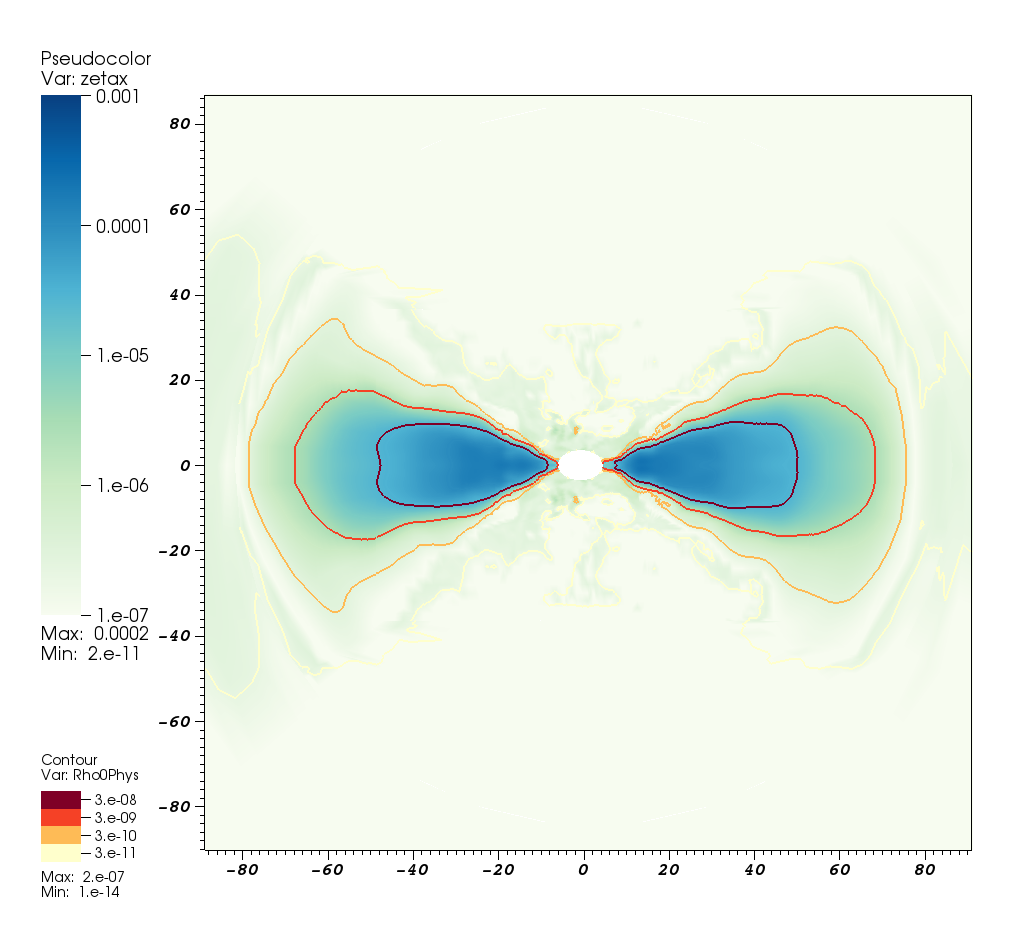 Pseudocolor
Var: zetax
0.001
0.0001
1.e-05
1.e-06
1.e-07
Max: 0.0002
Min: 2.e-11
Contour
Var: Rho0Phys
3.e-08
3.e-09
3.e-10
3.e-11
Max: 2.e-07
Min: 1.e-14
80
60
40
20
0
-20
-40
-60
-80
-80 -60 -40 -20 0 20 40 60 80